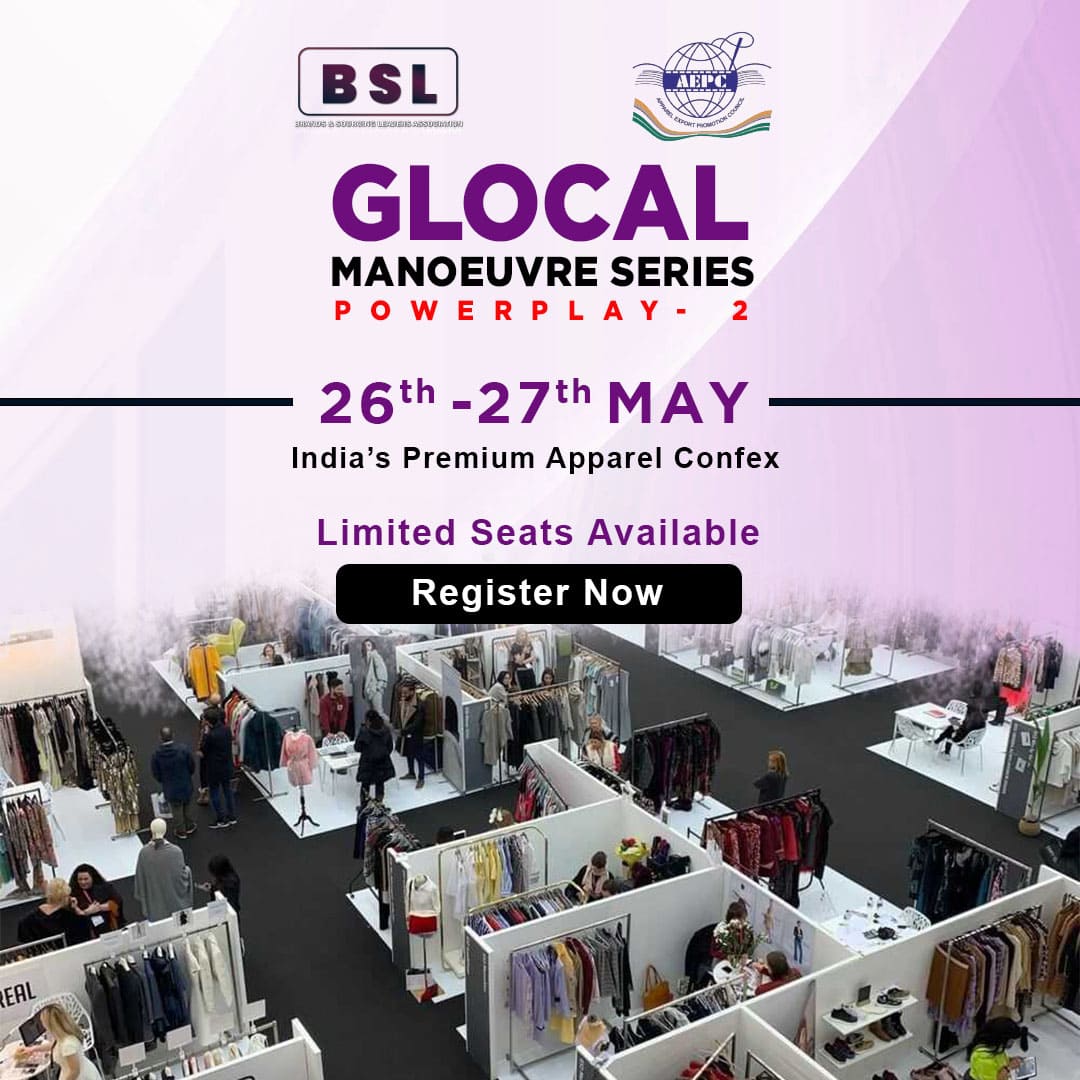 BSL
BRANDS & SOURCING LEADERS ASSOCIATION
AEPC
APPAREL EXPORT PROMOTION COUNCIL
GLOCAL
MANOEUVRE SERIES
POWERPLAY- 2
26th -27th MAY
India’s Premium Apparel Confex
Limited Seats Available
Register Now
REAL